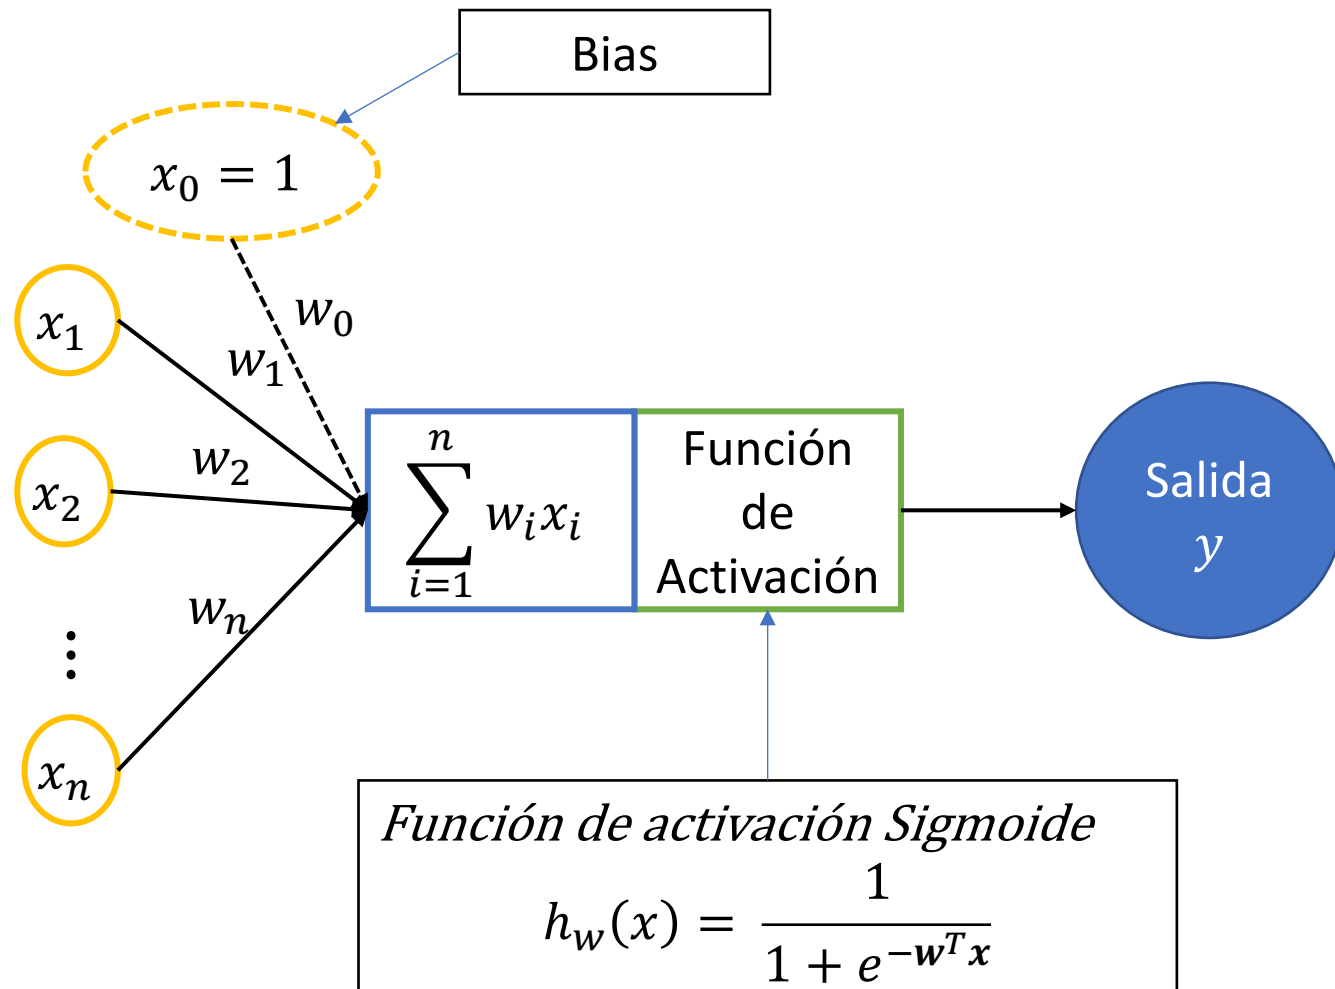 Bias
x₀ = 1
w₀
x₁
w₁
x₂
w₂
wₙ
⋮
xₙ
n
∑ wᵢxᵢ
i=1
Función
de
Activación
Salida
y
Función de activación Sigmoide
h_w(x) = 1 / (1 + e^(−w^T x))